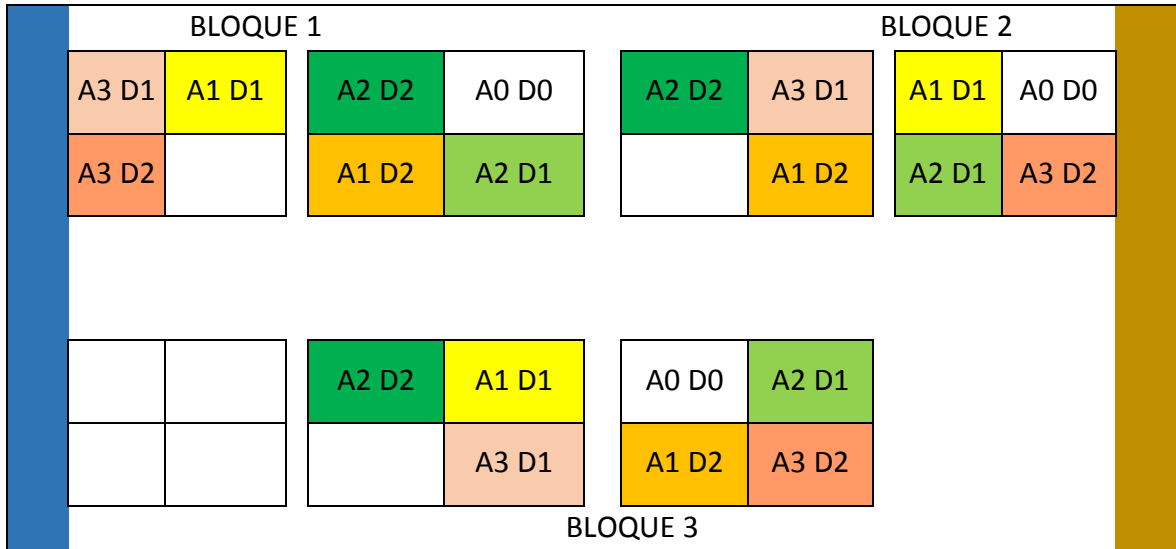 BLOQUE 1 BLOQUE 2
A3 D1 A1 D1 A2 D2 A0 D0 A2 D2 A3 D1 A1 D1 A0 D0
A3 D2 A1 D2 A2 D1 A1 D2 A2 D1 A3 D2
A2 D2 A1 D1 A0 D0 A2 D1
A3 D1 A1 D2 A3 D2
BLOQUE 3